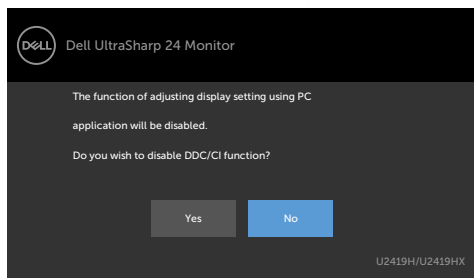 DELL
Dell UltraSharp 24 Monitor
The function of adjusting display setting using PC
application will be disabled.
Do you wish to disable DDC/CI function?
Yes
No
U2419H/U2419HX